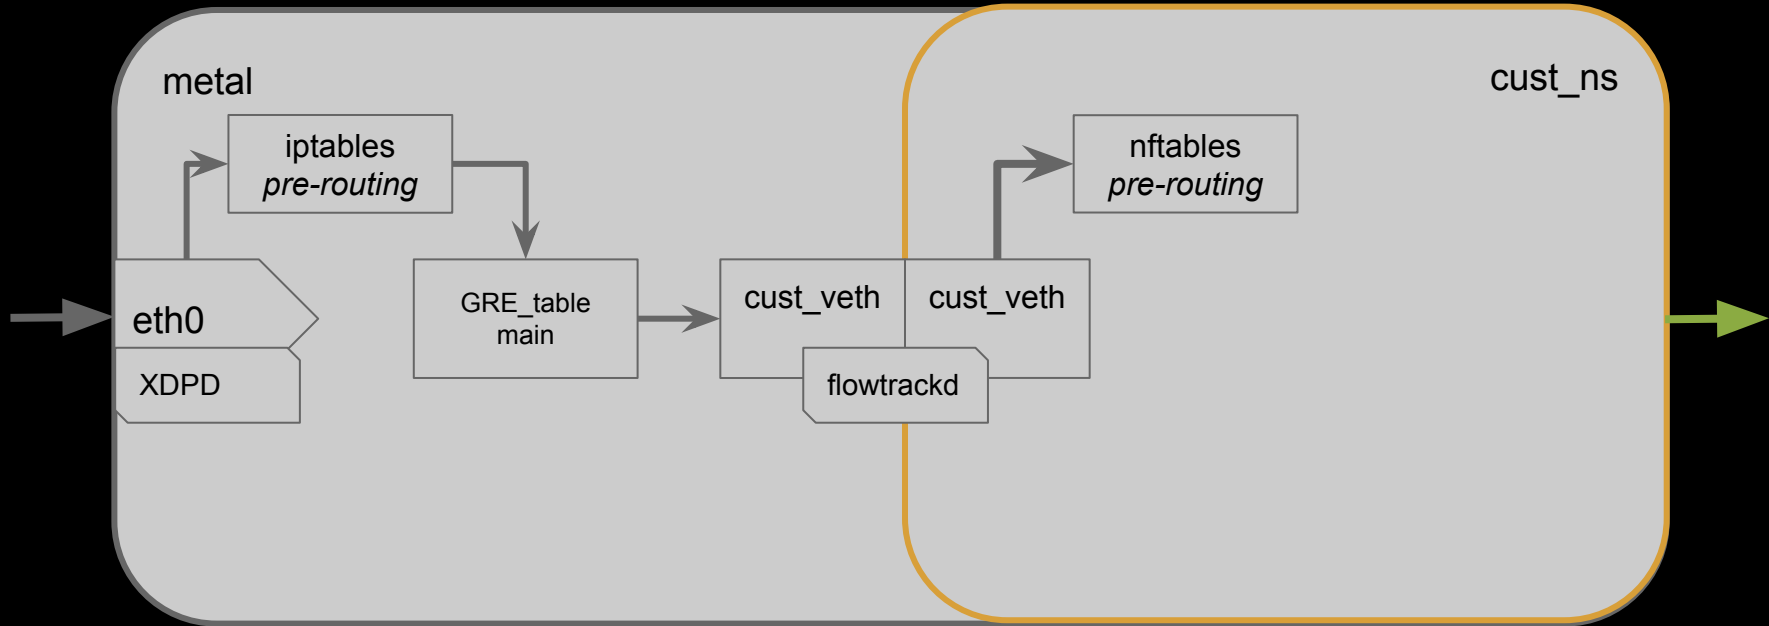 metal
cust_ns
iptables
pre-routing
nftables
pre-routing
eth0
XDPD
GRE_table
main
cust_veth
cust_veth
flowtrackd